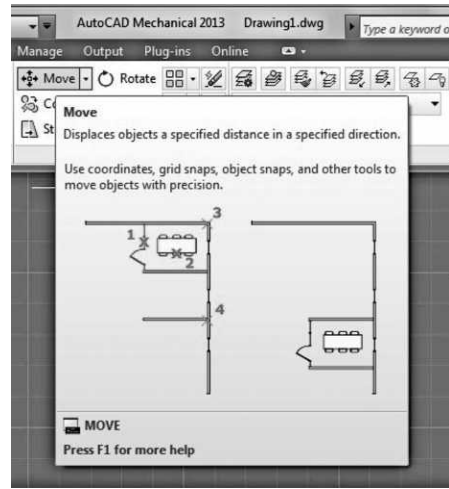 AutoCAD Mechanical 2013 Drawing1.dwg
Type a keyword o
Manage Output Plug-ins Online
Move Rotate
Co
St
Move
Displaces objects a specified distance in a specified direction.
Use coordinates, grid snaps, object snaps, and other tools to
move objects with precision.
3
1
2
4
MOVE
Press F1 for more help